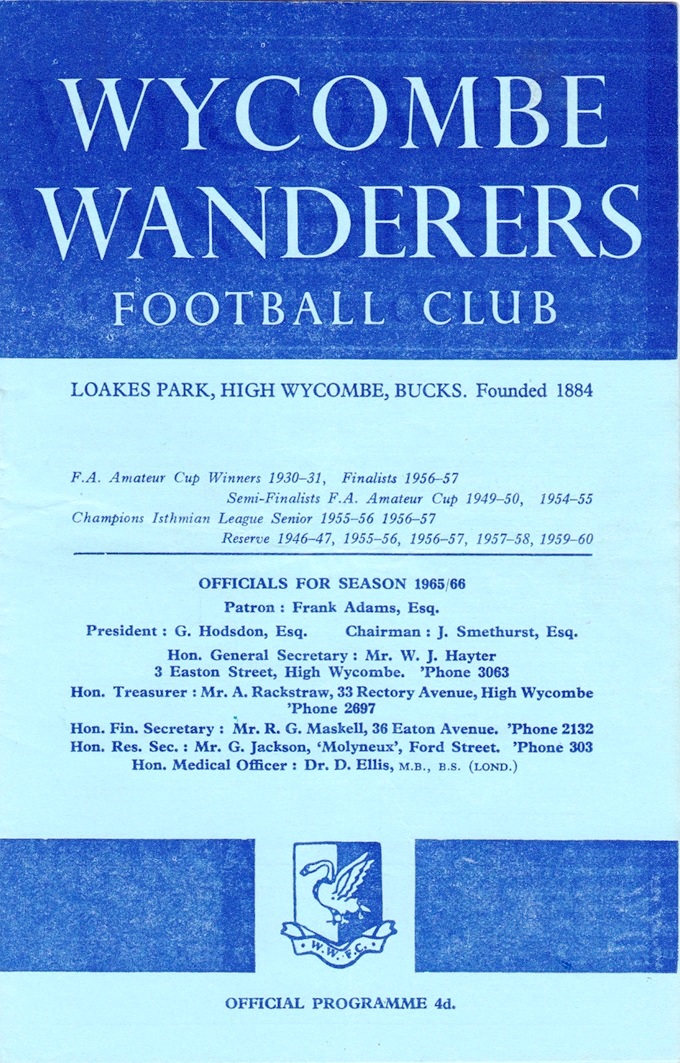 WYCOMBE
WANDERERS
FOOTBALL CLUB
LOAKES PARK, HIGH WYCOMBE, BUCKS. Founded 1884
F.A. Amateur Cup Winners 1930–31, Finalists 1956–57
Semi-Finalists F.A. Amateur Cup 1949–50, 1954–55
Champions Isthmian League Senior 1955–56 1956–57
Reserve 1946–47, 1955–56, 1956–57, 1957–58, 1959–60
OFFICIALS FOR SEASON 1965/66
Patron : Frank Adams, Esq.
President : G. Hodsdon, Esq. Chairman : J. Smethurst, Esq.
Hon. General Secretary : Mr. W. J. Hayter
3 Easton Street, High Wycombe. 'Phone 3063
Hon. Treasurer : Mr. A. Rackstraw, 33 Rectory Avenue, High Wycombe
'Phone 2697
Hon. Fin. Secretary : Mr. R. G. Maskell, 36 Eaton Avenue. 'Phone 2132
Hon. Res. Sec. : Mr. G. Jackson, 'Molyneux', Ford Street. 'Phone 303
Hon. Medical Officer : Dr. D. Ellis, M.B., B.S. (LOND.)
· W. W. F. C. ·
OFFICIAL PROGRAMME 4d.